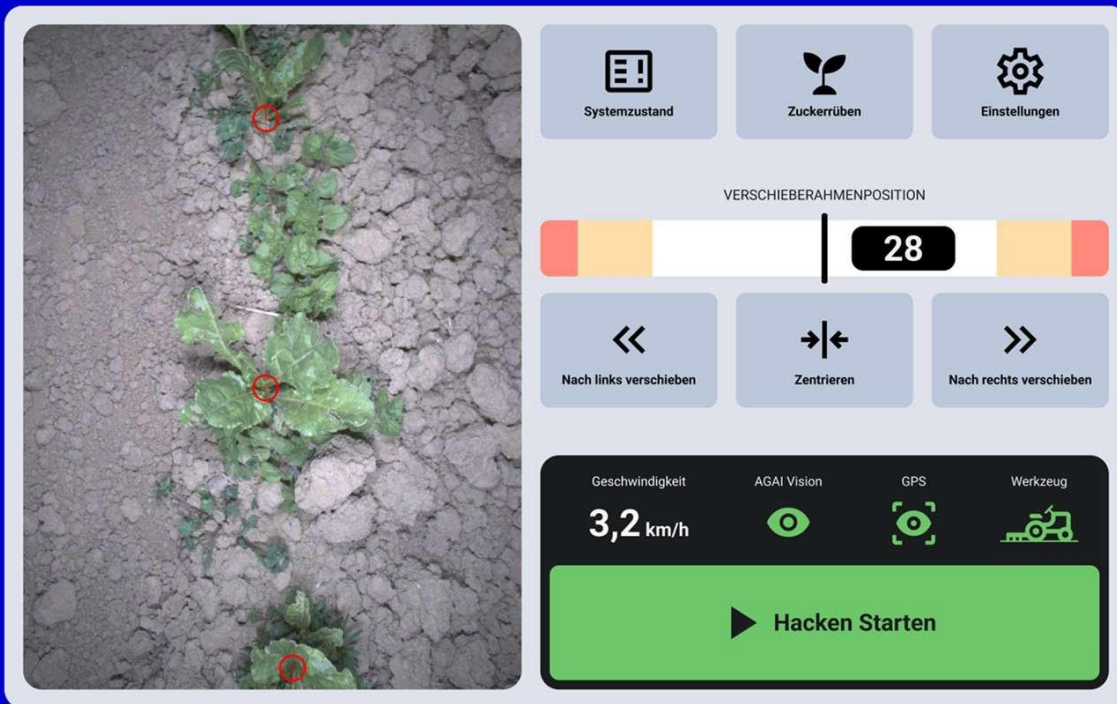 Systemzustand
Zuckerrüben
Einstellungen
VERSCHIEBERAHMENPOSITION
28
Nach links verschieben
Zentrieren
Nach rechts verschieben
Geschwindigkeit
AGAI Vision
GPS
Werkzeug
3,2 km/h
Hacken Starten